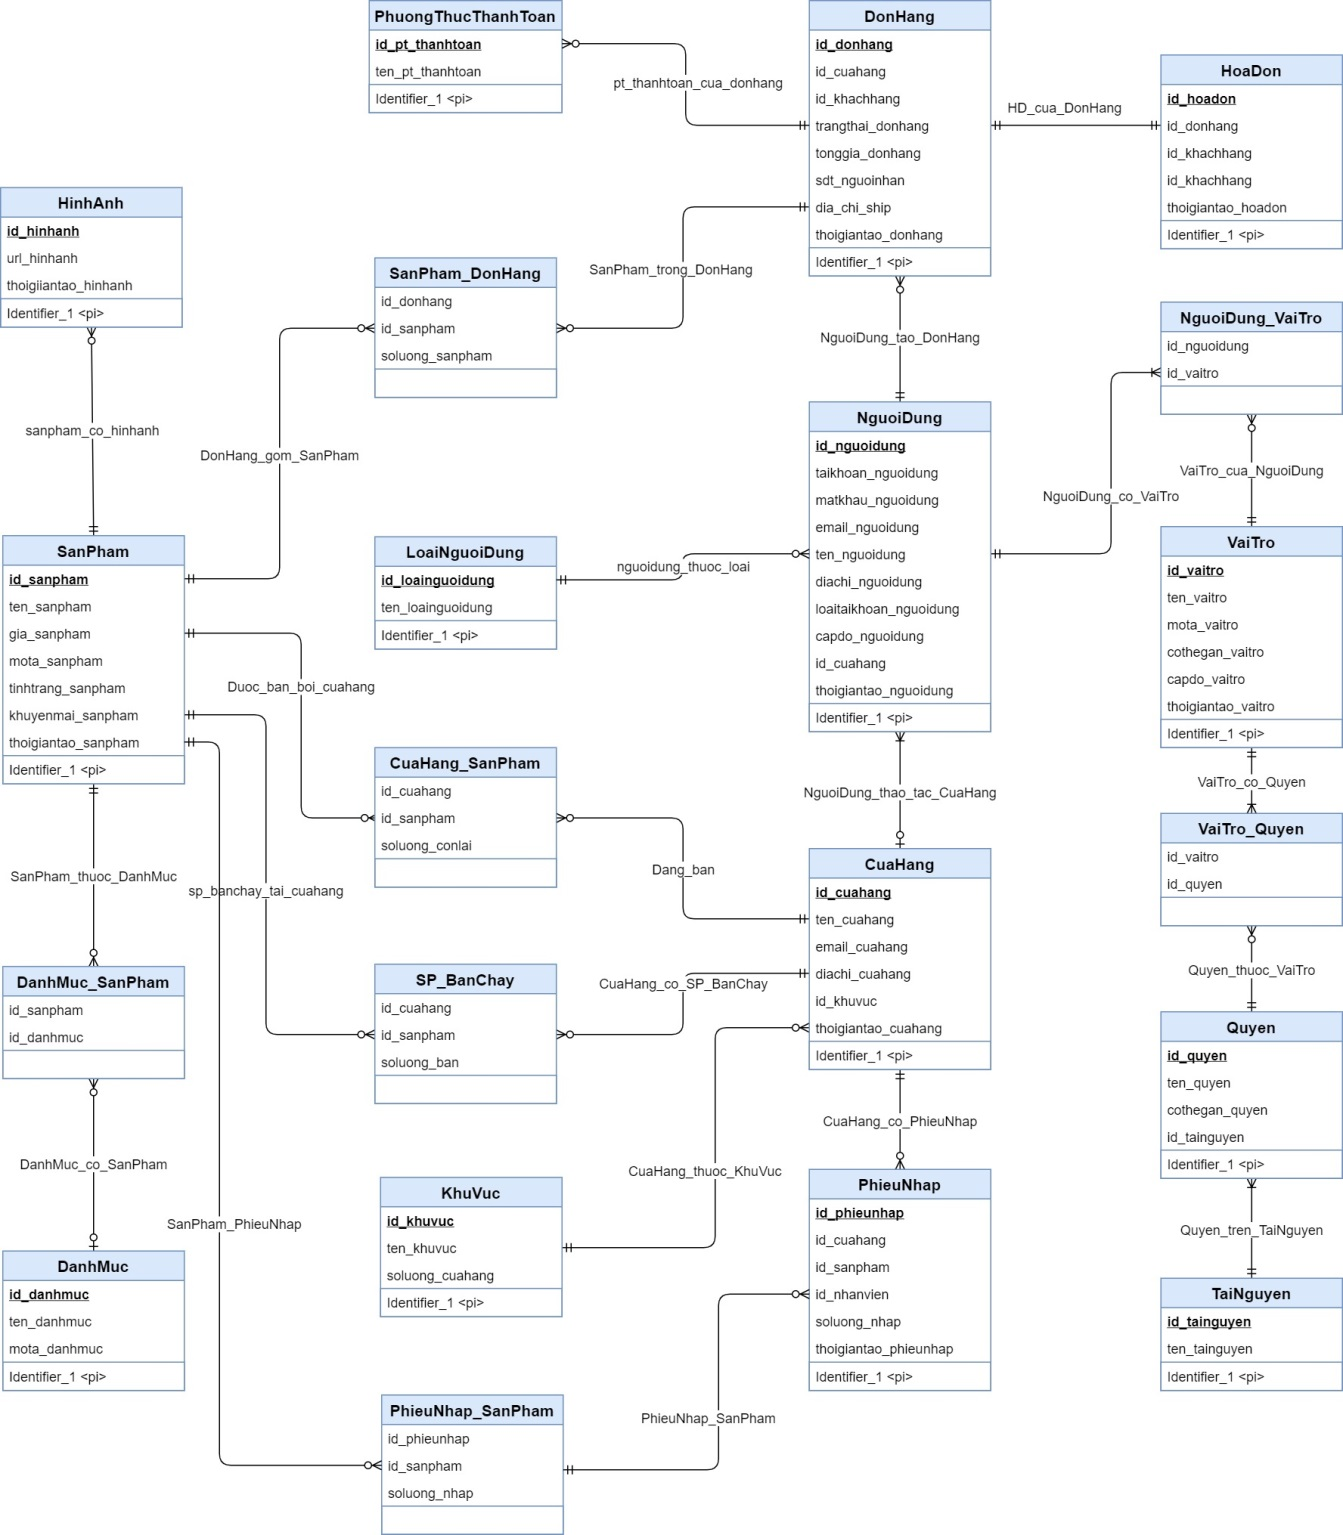 PhuongThucThanhToan
id_pt_thanhtoan
ten_pt_thanhtoan
Identifier_1 <pi>
pt_thanhtoan_cua_donhang
DonHang
id_donhang
id_cuahang
id_khachhang
trangthai_donhang
tonggia_donhang
sdt_nguoinhan
dia_chi_ship
thoigiantao_donhang
Identifier_1 <pi>
HD_cua_DonHang
HoaDon
id_hoadon
id_donhang
id_khachhang
id_khachhang
thoigiantao_hoadon
Identifier_1 <pi>
HinhAnh
id_hinhanh
url_hinhanh
thoigiiantao_hinhanh
Identifier_1 <pi>
sanpham_co_hinhanh
SanPham_DonHang
id_donhang
id_sanpham
soluong_sanpham
SanPham_trong_DonHang
DonHang_gom_SanPham
NguoiDung_tao_DonHang
NguoiDung_VaiTro
id_nguoidung
id_vaitro
VaiTro_cua_NguoiDung
NguoiDung_co_VaiTro
NguoiDung
id_nguoidung
taikhoan_nguoidung
matkhau_nguoidung
email_nguoidung
ten_nguoidung
diachi_nguoidung
loaitaikhoan_nguoidung
capdo_nguoidung
id_cuahang
thoigiantao_nguoidung
Identifier_1 <pi>
LoaiNguoiDung
id_loainguoidung
ten_loainguoidung
Identifier_1 <pi>
nguoidung_thuoc_loai
SanPham
id_sanpham
ten_sanpham
gia_sanpham
mota_sanpham
tinhtrang_sanpham
khuyenmai_sanpham
thoigiantao_sanpham
Identifier_1 <pi>
Duoc_ban_boi_cuahang
VaiTro
id_vaitro
ten_vaitro
mota_vaitro
cothegan_vaitro
capdo_vaitro
thoigiantao_vaitro
Identifier_1 <pi>
VaiTro_co_Quyen
CuaHang_SanPham
id_cuahang
id_sanpham
soluong_conlai
Dang_ban
NguoiDung_thao_tac_CuaHang
VaiTro_Quyen
id_vaitro
id_quyen
Quyen_thuoc_VaiTro
SanPham_thuoc_DanhMuc
sp_banchay_tai_cuahang
CuaHang
id_cuahang
ten_cuahang
email_cuahang
diachi_cuahang
id_khuvuc
thoigiantao_cuahang
Identifier_1 <pi>
SP_BanChay
id_cuahang
id_sanpham
soluong_ban
CuaHang_co_SP_BanChay
DanhMuc_SanPham
id_sanpham
id_danhmuc
DanhMuc_co_SanPham
Quyen
id_quyen
ten_quyen
cothegan_quyen
id_tainguyen
Identifier_1 <pi>
Quyen_tren_TaiNguyen
CuaHang_co_PhieuNhap
CuaHang_thuoc_KhuVuc
KhuVuc
id_khuvuc
ten_khuvuc
soluong_cuahang
Identifier_1 <pi>
PhieuNhap
id_phieunhap
id_cuahang
id_sanpham
id_nhanvien
soluong_nhap
thoigiantao_phieunhap
Identifier_1 <pi>
SanPham_PhieuNhap
DanhMuc
id_danhmuc
ten_danhmuc
mota_danhmuc
Identifier_1 <pi>
TaiNguyen
id_tainguyen
ten_tainguyen
Identifier_1 <pi>
PhieuNhap_SanPham
id_phieunhap
id_sanpham
soluong_nhap
PhieuNhap_SanPham